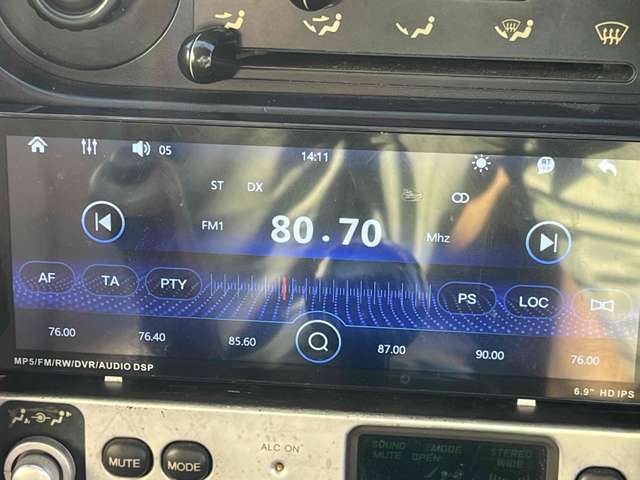 05
14:11
ST DX
FM1 80.70 Mhz
AF TA PTY PS LOC
76.00 76.40 85.60 87.00 90.00 76.00
MP5/FM/RW/DVR/AUDIO DSP
6.9" HD IPS
MUTE MODE
ALC ON
SOUND MODE STEREO
MUTE OPEN WIDE